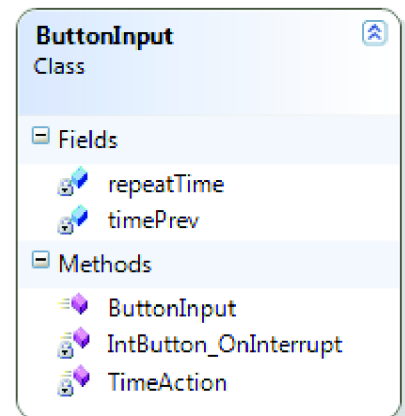 ButtonInput
Class
Fields
repeatTime
timePrev
Methods
ButtonInput
IntButton_OnInterrupt
TimeAction